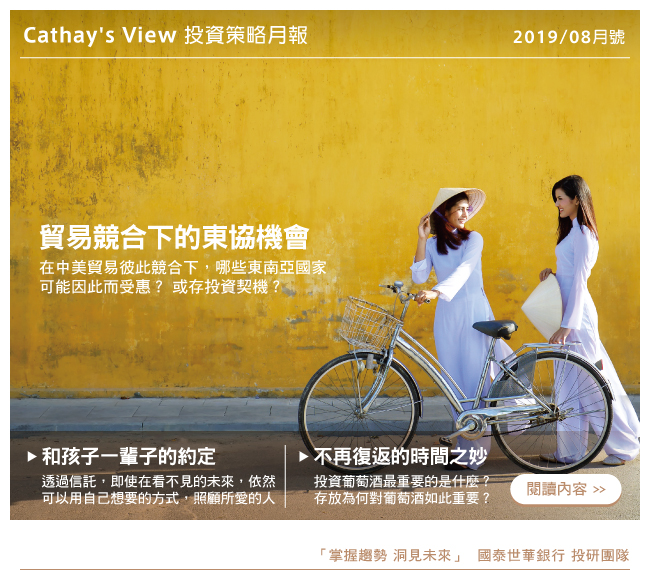 Cathay's View 投資策略月報
2019/08月號
貿易競合下的東協機會
在中美貿易彼此競合下，哪些東南亞國家
可能因此而受惠？ 或存投資契機？
▶ 和孩子一輩子的約定
透過信託，即使在看不見的未來，依然
可以用自己想要的方式，照顧所愛的人
▶ 不再復返的時間之妙
投資葡萄酒最重要的是什麼？
存放為何對葡萄酒如此重要？
閱讀內容 >>
「掌握趨勢 洞見未來」 國泰世華銀行 投研團隊